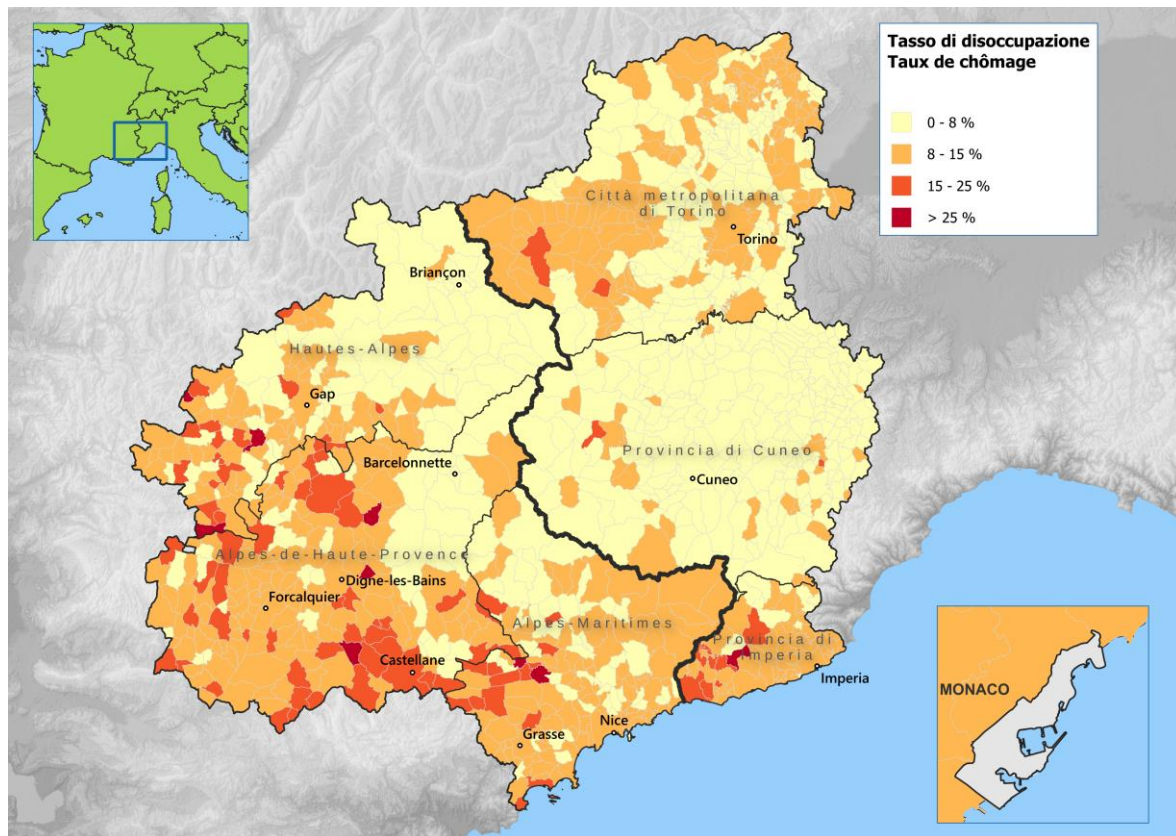 Tasso di disoccupazione
Taux de chômage
0 - 8 %
8 - 15 %
15 - 25 %
> 25 %
Città metropolitana
di Torino
Torino
Briançon
Hautes-Alpes
Gap
Provincia di Cuneo
Barcelonnette
Cuneo
Alpes-de-Haute-Provence
Digne-les-Bains
Forcalquier
Alpes-Maritimes
Provincia di
Imperia
Castellane
Imperia
Nice
Grasse
MONACO